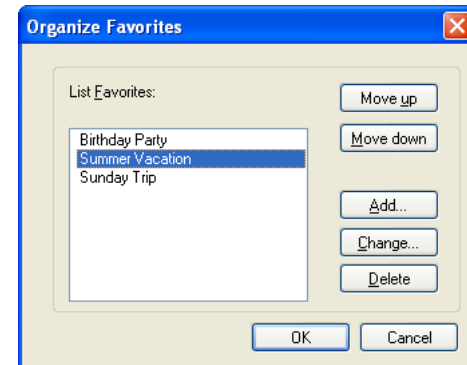 Organize Favorites
List Favorites:
Move up
Birthday Party
Move down
Summer Vacation
Sunday Trip
Add...
Change...
Delete
OK
Cancel